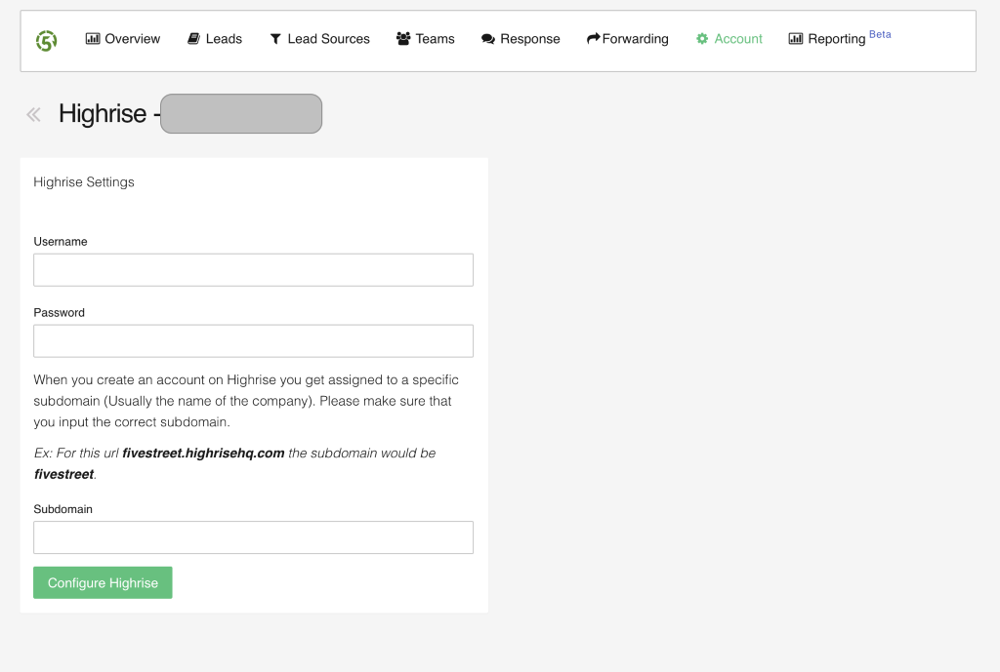 5 Overview Leads Lead Sources Teams Response Forwarding Account Reporting Beta
Highrise -
Highrise Settings
Username
Password
When you create an account on Highrise you get assigned to a specific
subdomain (Usually the name of the company). Please make sure that
you input the correct subdomain.
Ex: For this url fivestreet.highrisehq.com the subdomain would be
fivestreet.
Subdomain
Configure Highrise